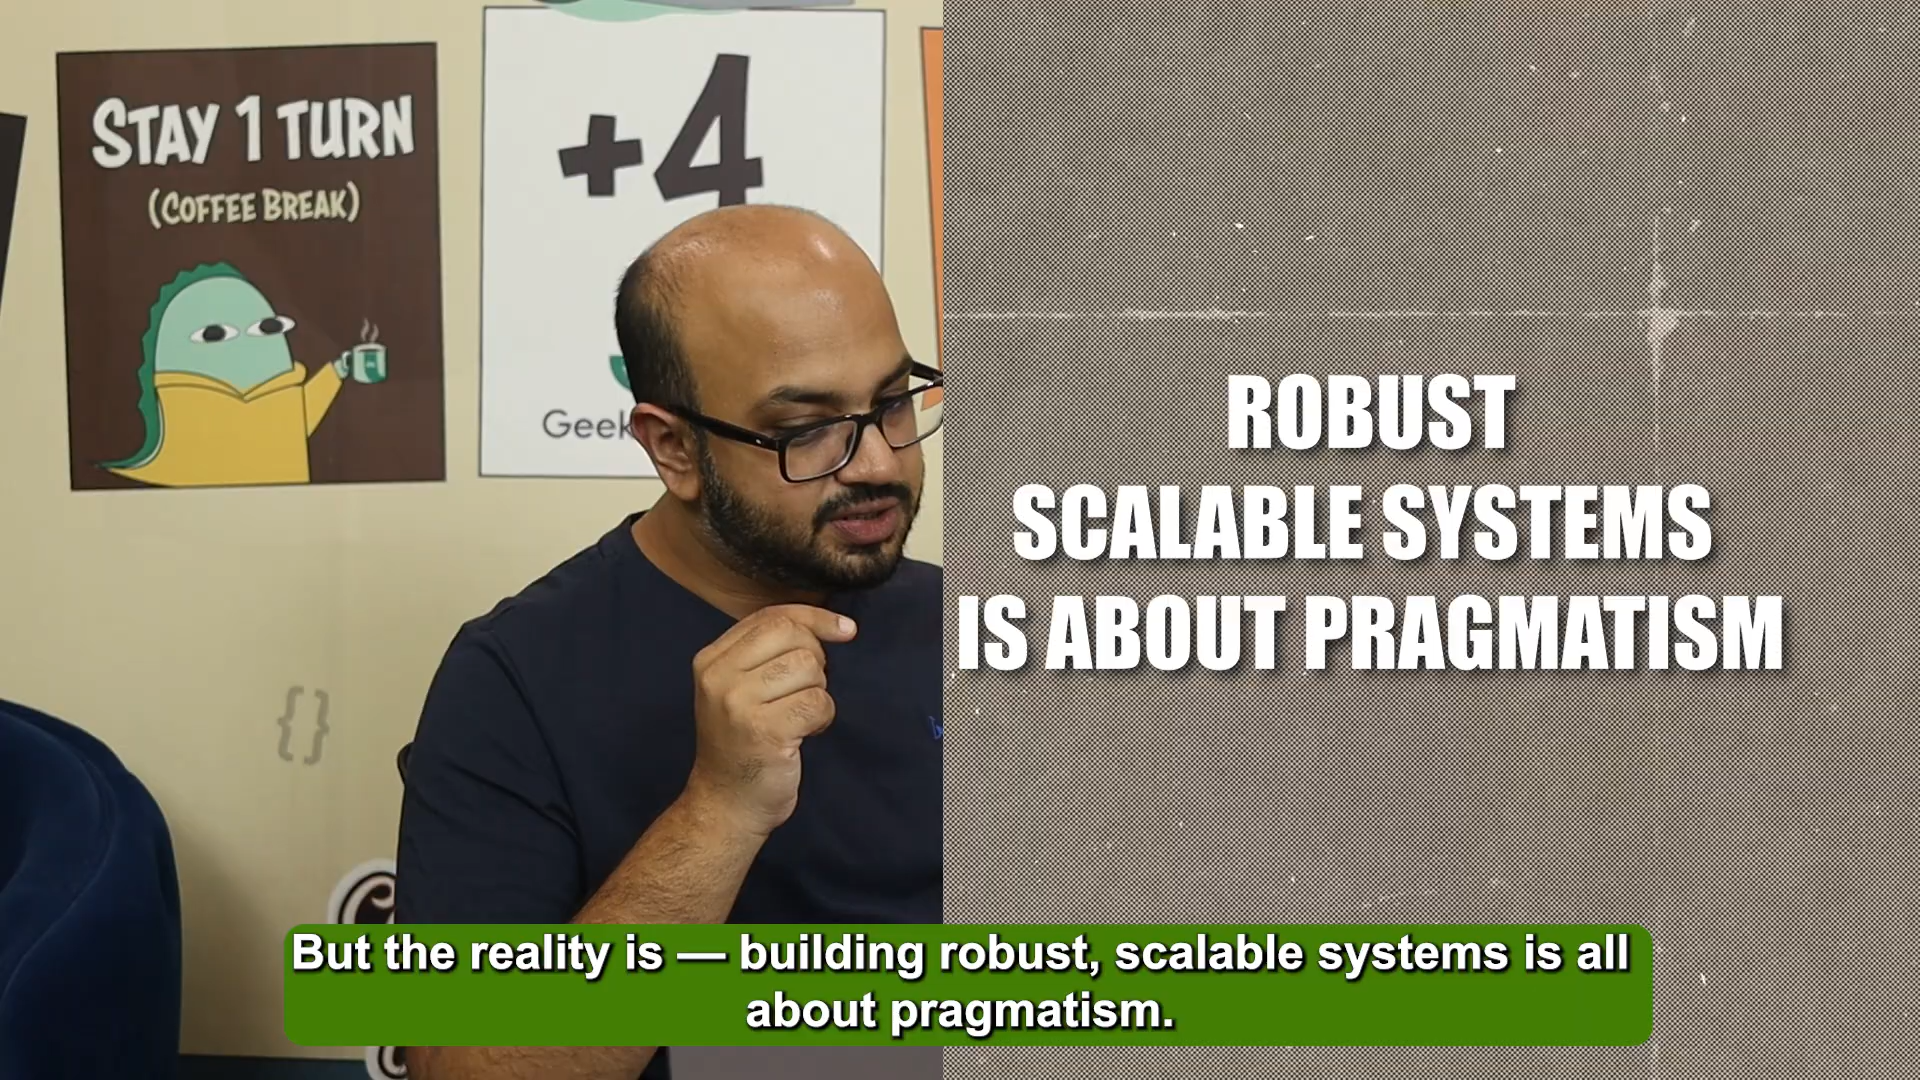 STAY 1 TURN
(COFFEE BREAK)
+4
Geek
{}
ROBUST
SCALABLE SYSTEMS
IS ABOUT PRAGMATISM
But the reality is — building robust, scalable systems is all
about pragmatism.